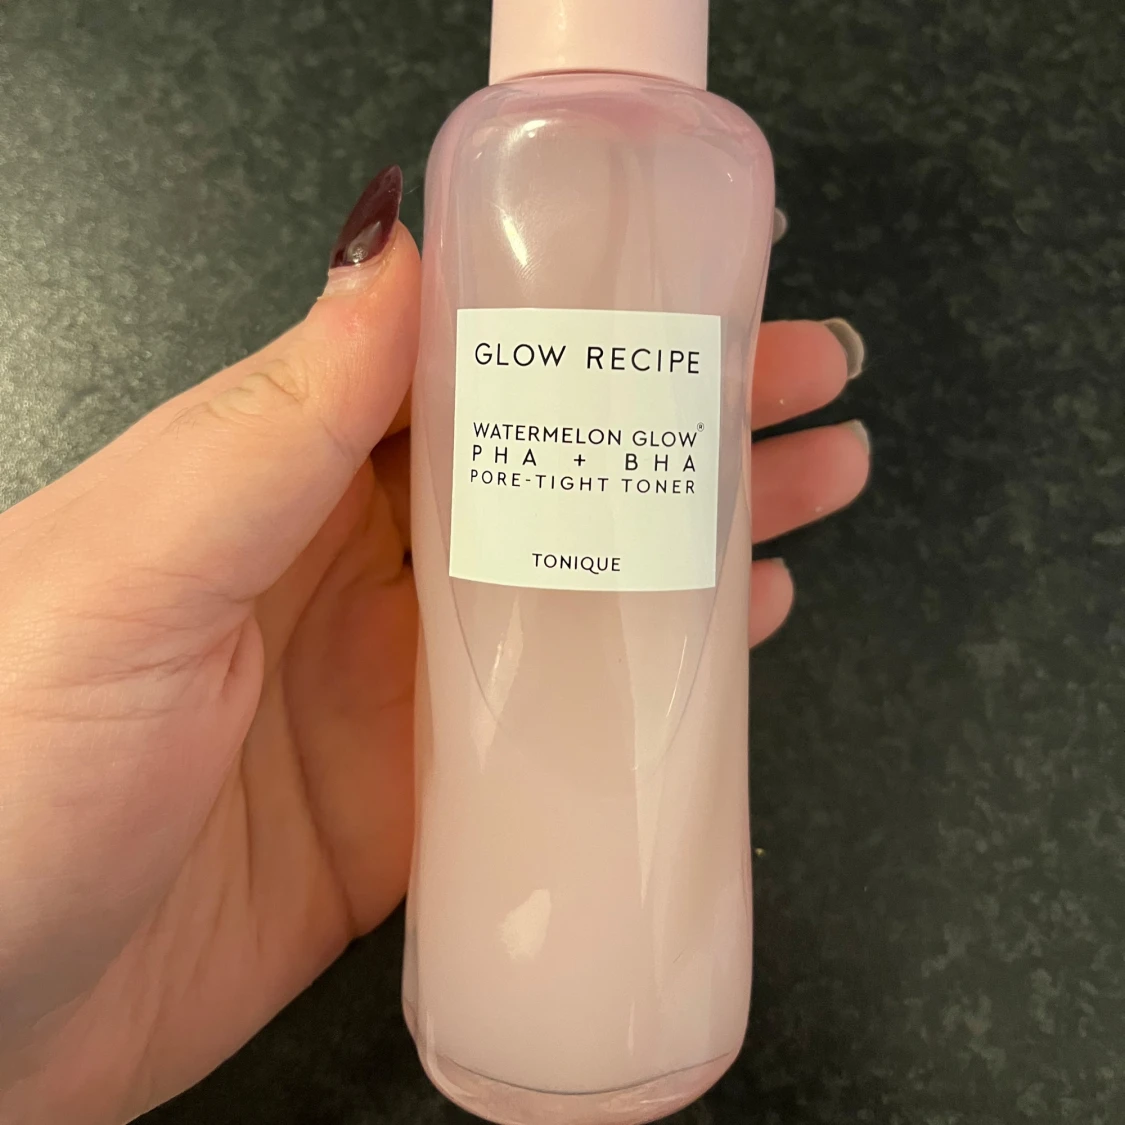 GLOW RECIPE
WATERMELON GLOW®
PHA + BHA
PORE-TIGHT TONER
TONIQUE